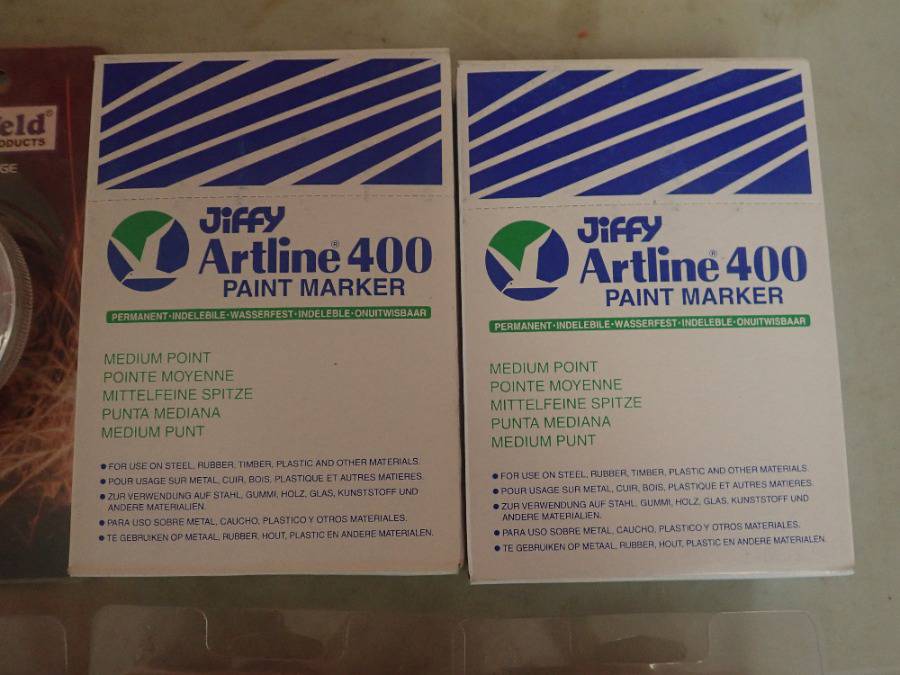 eld®
ODUCTS
GE
Jiffy
Artline® 400
PAINT MARKER
PERMANENT·INDELEBILE·WASSERFEST·INDELEBLE·ONUITWISBAAR
MEDIUM POINT
POINTE MOYENNE
MITTELFEINE SPITZE
PUNTA MEDIANA
MEDIUM PUNT
● FOR USE ON STEEL, RUBBER, TIMBER, PLASTIC AND OTHER MATERIALS.
● POUR USAGE SUR METAL, CUIR, BOIS, PLASTIQUE ET AUTRES MATIERES.
● ZUR VERWENDUNG AUF STAHL, GUMMI, HOLZ, GLAS, KUNSTSTOFF UND
ANDERE MATERIALIEN.
● PARA USO SOBRE METAL, CAUCHO, PLASTICO Y OTROS MATERIALES.
● TE GEBRUIKEN OP METAAL, RUBBER, HOUT, PLASTIC EN ANDERE MATERIALEN.
Jiffy
Artline® 400
PAINT MARKER
PERMANENT·INDELEBILE·WASSERFEST·INDELEBLE·ONUITWISBAAR
MEDIUM POINT
POINTE MOYENNE
MITTELFEINE SPITZE
PUNTA MEDIANA
MEDIUM PUNT
● FOR USE ON STEEL, RUBBER, TIMBER, PLASTIC AND OTHER MATERIALS.
● POUR USAGE SUR METAL, CUIR, BOIS, PLASTIQUE ET AUTRES MATIERES.
● ZUR VERWENDUNG AUF STAHL, GUMMI, HOLZ, GLAS, KUNSTSTOFF UND
ANDERE MATERIALIEN.
● PARA USO SOBRE METAL, CAUCHO, PLASTICO Y OTROS MATERIALES.
● TE GEBRUIKEN OP METAAL, RUBBER, HOUT, PLASTIC EN ANDERE MATERIALEN.